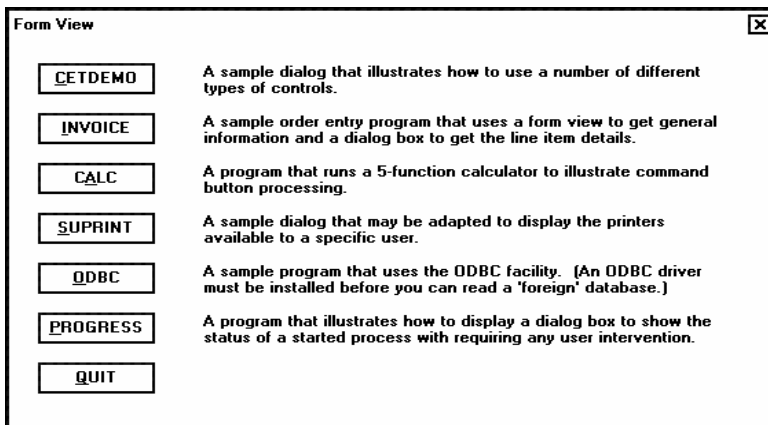 Form View
CETDEMO
A sample dialog that illustrates how to use a number of different
types of controls.
INVOICE
A sample order entry program that uses a form view to get general
information and a dialog box to get the line item details.
CALC
A program that runs a 5-function calculator to illustrate command
button processing.
SUPRINT
A sample dialog that may be adapted to display the printers
available to a specific user.
ODBC
A sample program that uses the ODBC facility.  (An ODBC driver
must be installed before you can read a 'foreign' database.)
PROGRESS
A program that illustrates how to display a dialog box to show the
status of a started process with requiring any user intervention.
QUIT